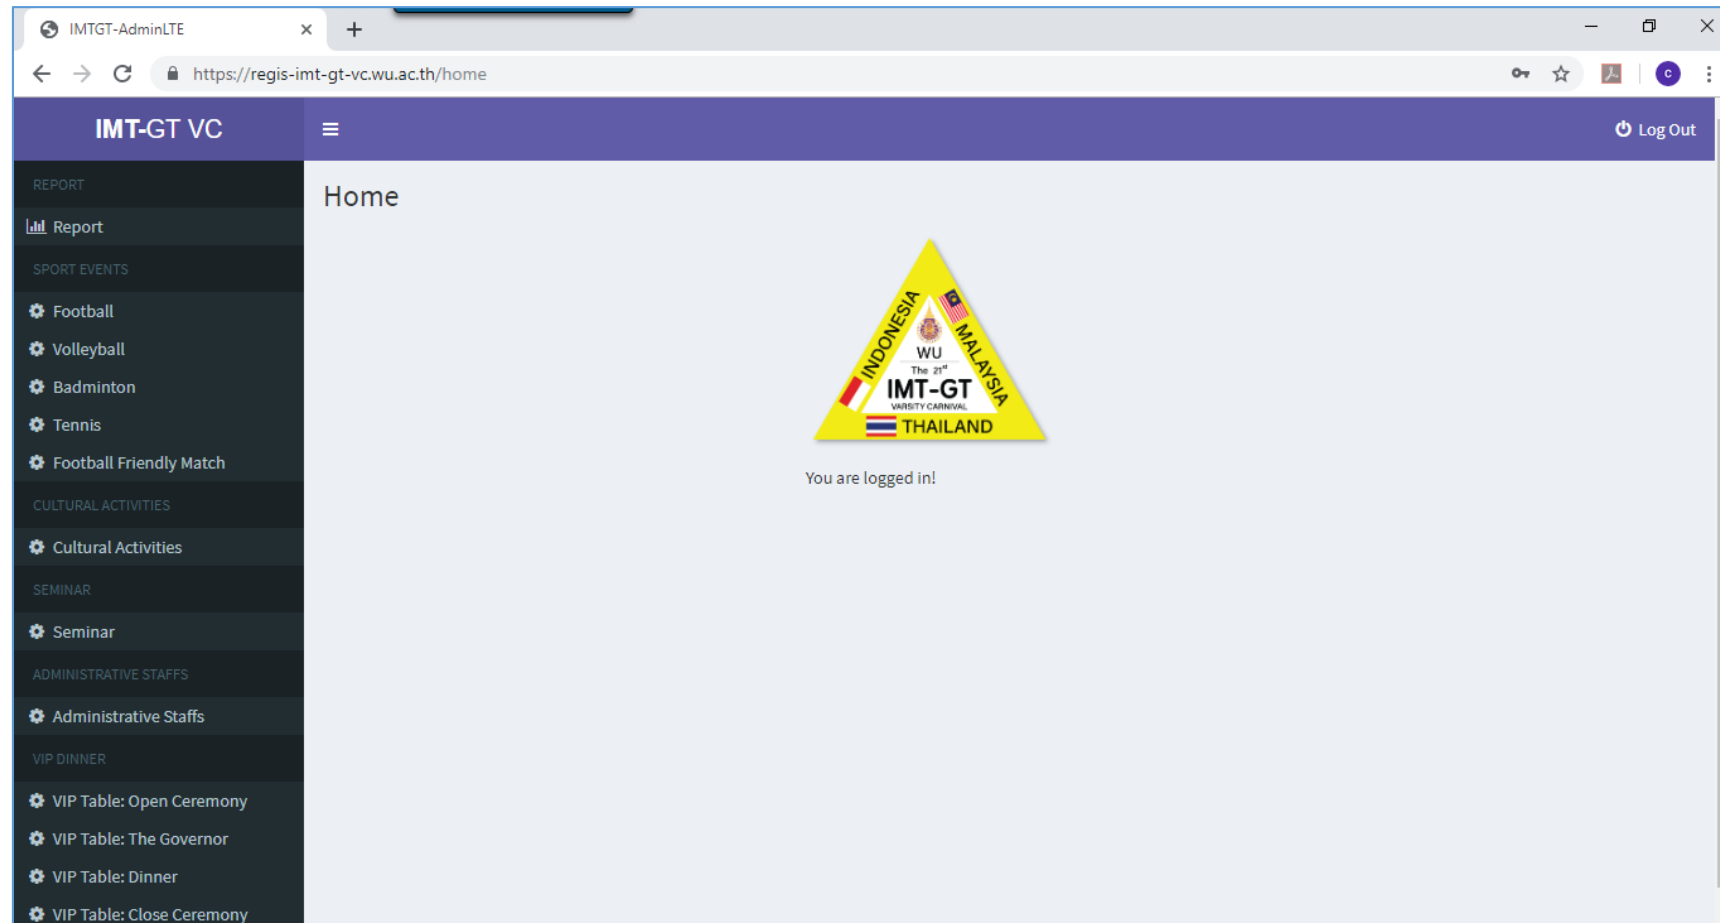 IMTGT-AdminLTE
https://regis-imt-gt-vc.wu.ac.th/home
C
IMT-GT VC
Log Out
REPORT
Report
SPORT EVENTS
Football
Volleyball
Badminton
Tennis
Football Friendly Match
CULTURAL ACTIVITIES
Cultural Activities
SEMINAR
Seminar
ADMINISTRATIVE STAFFS
Administrative Staffs
VIP DINNER
VIP Table: Open Ceremony
VIP Table: The Governor
VIP Table: Dinner
VIP Table: Close Ceremony
Home
INDONESIA
MALAYSIA
WU
The 21st
IMT-GT
VARSITY CARNIVAL
THAILAND
You are logged in!